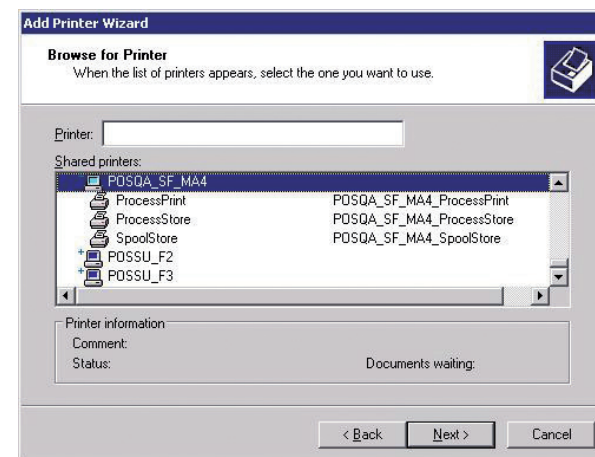 Add Printer Wizard
Browse for Printer
When the list of printers appears, select the one you want to use.
Printer:
Shared printers:
POSQA_SF_MA4
ProcessPrint POSQA_SF_MA4_ProcessPrint
ProcessStore POSQA_SF_MA4_ProcessStore
SpoolStore POSQA_SF_MA4_SpoolStore
POSSU_F2
POSSU_F3
Printer information
Comment:
Status: Documents waiting:
< Back Next > Cancel